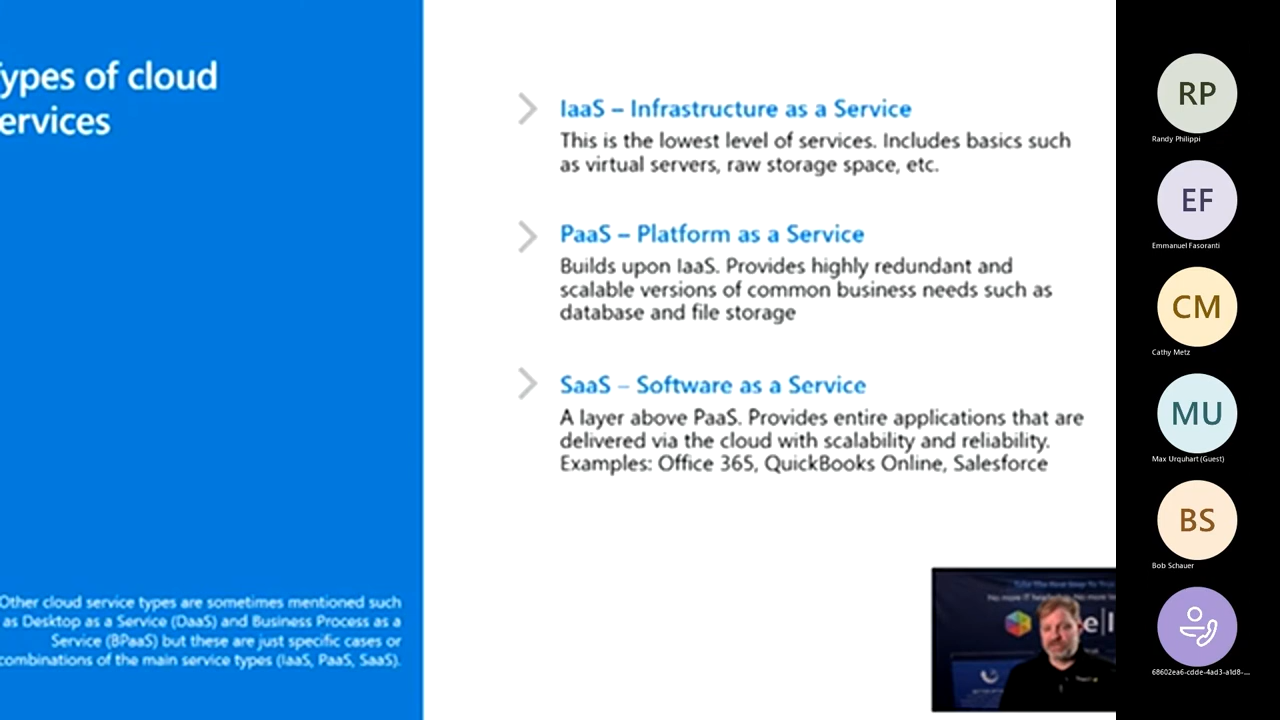 ypes of cloud
ervices
IaaS – Infrastructure as a Service
This is the lowest level of services. Includes basics such
as virtual servers, raw storage space, etc.
PaaS – Platform as a Service
Builds upon IaaS. Provides highly redundant and
scalable versions of common business needs such as
database and file storage
SaaS – Software as a Service
A layer above PaaS. Provides entire applications that are
delivered via the cloud with scalability and reliability.
Examples: Office 365, QuickBooks Online, Salesforce
Other cloud service types are sometimes mentioned such
as Desktop as a Service (DaaS) and Business Process as a
Service (BPaaS) but these are just specific cases or
combinations of the main service types (IaaS, PaaS, SaaS).
RP
Randy Philippi
EF
Emmanuel Fasoranti
CM
Cathy Metz
MU
Max Urquhart (Guest)
BS
Bob Schauer
68602ea6-cdde-4ad3-a1d8-...